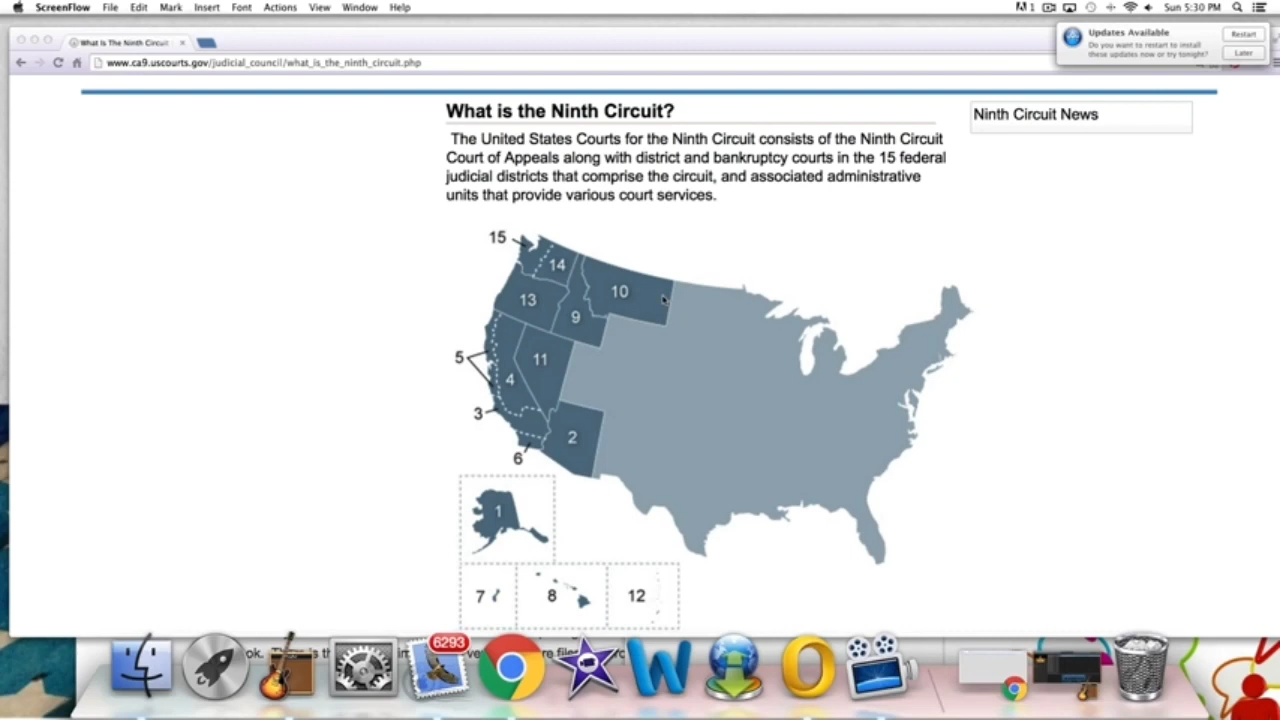 ScreenFlow File Edit Mark Insert Font Actions View Window Help
1 Sun 5:30 PM
Updates Available
Do you want to restart to install
these updates now or try tonight?
Restart
Later
What Is The Ninth Circuit
www.ca9.uscourts.gov/judicial_council/what_is_the_ninth_circuit.php
What is the Ninth Circuit?
The United States Courts for the Ninth Circuit consists of the Ninth Circuit
Court of Appeals along with district and bankruptcy courts in the 15 federal
judicial districts that comprise the circuit, and associated administrative
units that provide various court services.
Ninth Circuit News
15
14
10
13
9
5
11
4
3
2
6
1
7
8
12
6293